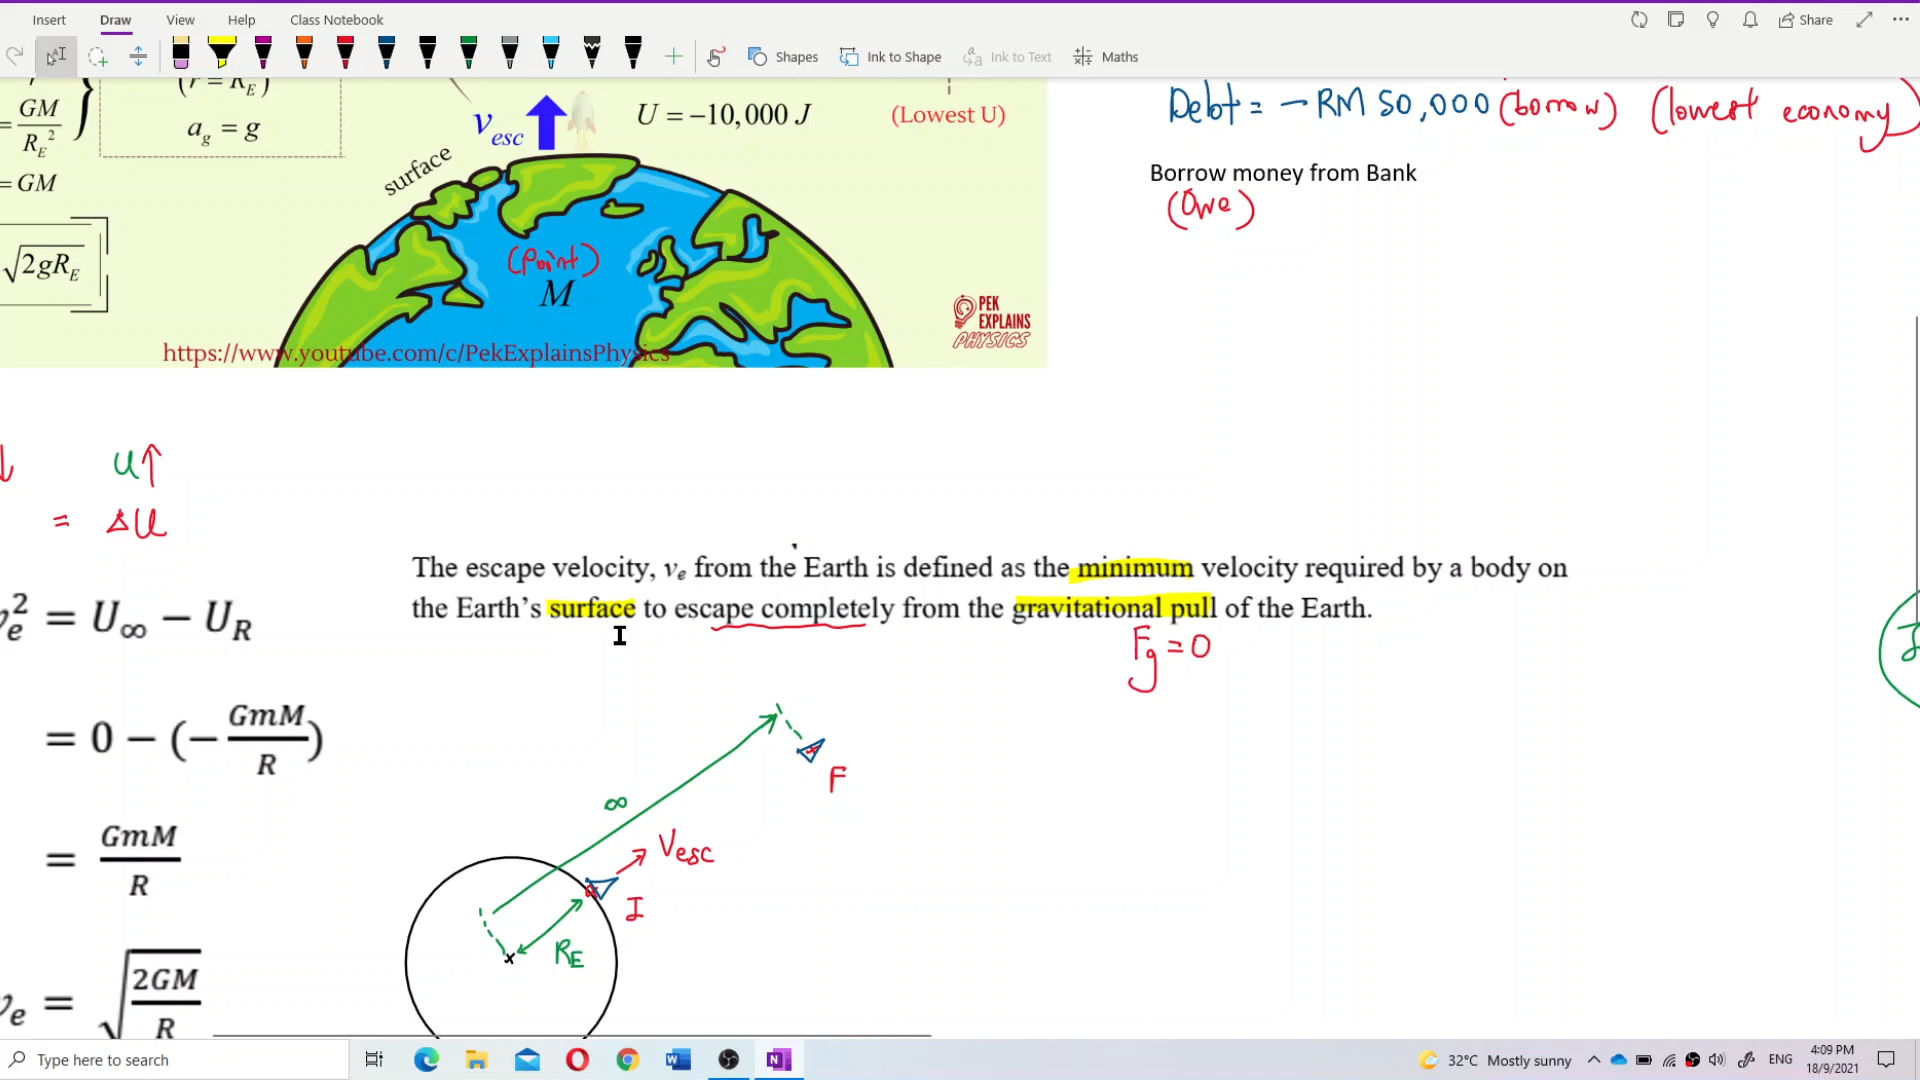 Insert Draw View Help Class Notebook Share
Shapes Ink to Shape Ink to Text Maths
(r = R_E)
= GM / R_E²
a_g = g
= GM
√2gR_E
v_esc
U = −10,000 J
(Lowest U)
surface
(Point)
M
PEK
EXPLAINS
PHYSICS
https://www.youtube.com/c/PekExplainsPhysics
Debt = − RM 50,000 (borrow) (lowest economy)
Borrow money from Bank
(Owe)
↓ U↑
= ΔU
v_e² = U_∞ − U_R
= 0 − (− GmM / R)
= GmM / R
v_e = √(2GM / R)
The escape velocity, v_e from the Earth is defined as the minimum velocity required by a body on
the Earth's surface to escape completely from the gravitational pull of the Earth.
F_g = 0
F
∞
V_esc
I
R_E
Type here to search
32°C Mostly sunny ENG 4:09 PM
18/9/2021